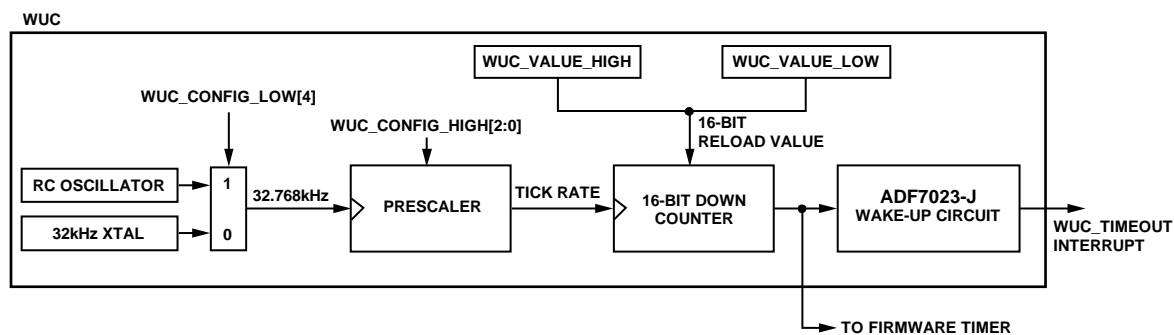 WUC
WUC_VALUE_HIGH
WUC_VALUE_LOW
WUC_CONFIG_LOW[4]
WUC_CONFIG_HIGH[2:0]
16-BIT
RELOAD VALUE
RC OSCILLATOR
1
32.768kHz
PRESCALER
TICK RATE
16-BIT DOWN
COUNTER
ADF7023-J
WAKE-UP CIRCUIT
32kHz XTAL
0
WUC_TIMEOUT
INTERRUPT
TO FIRMWARE TIMER